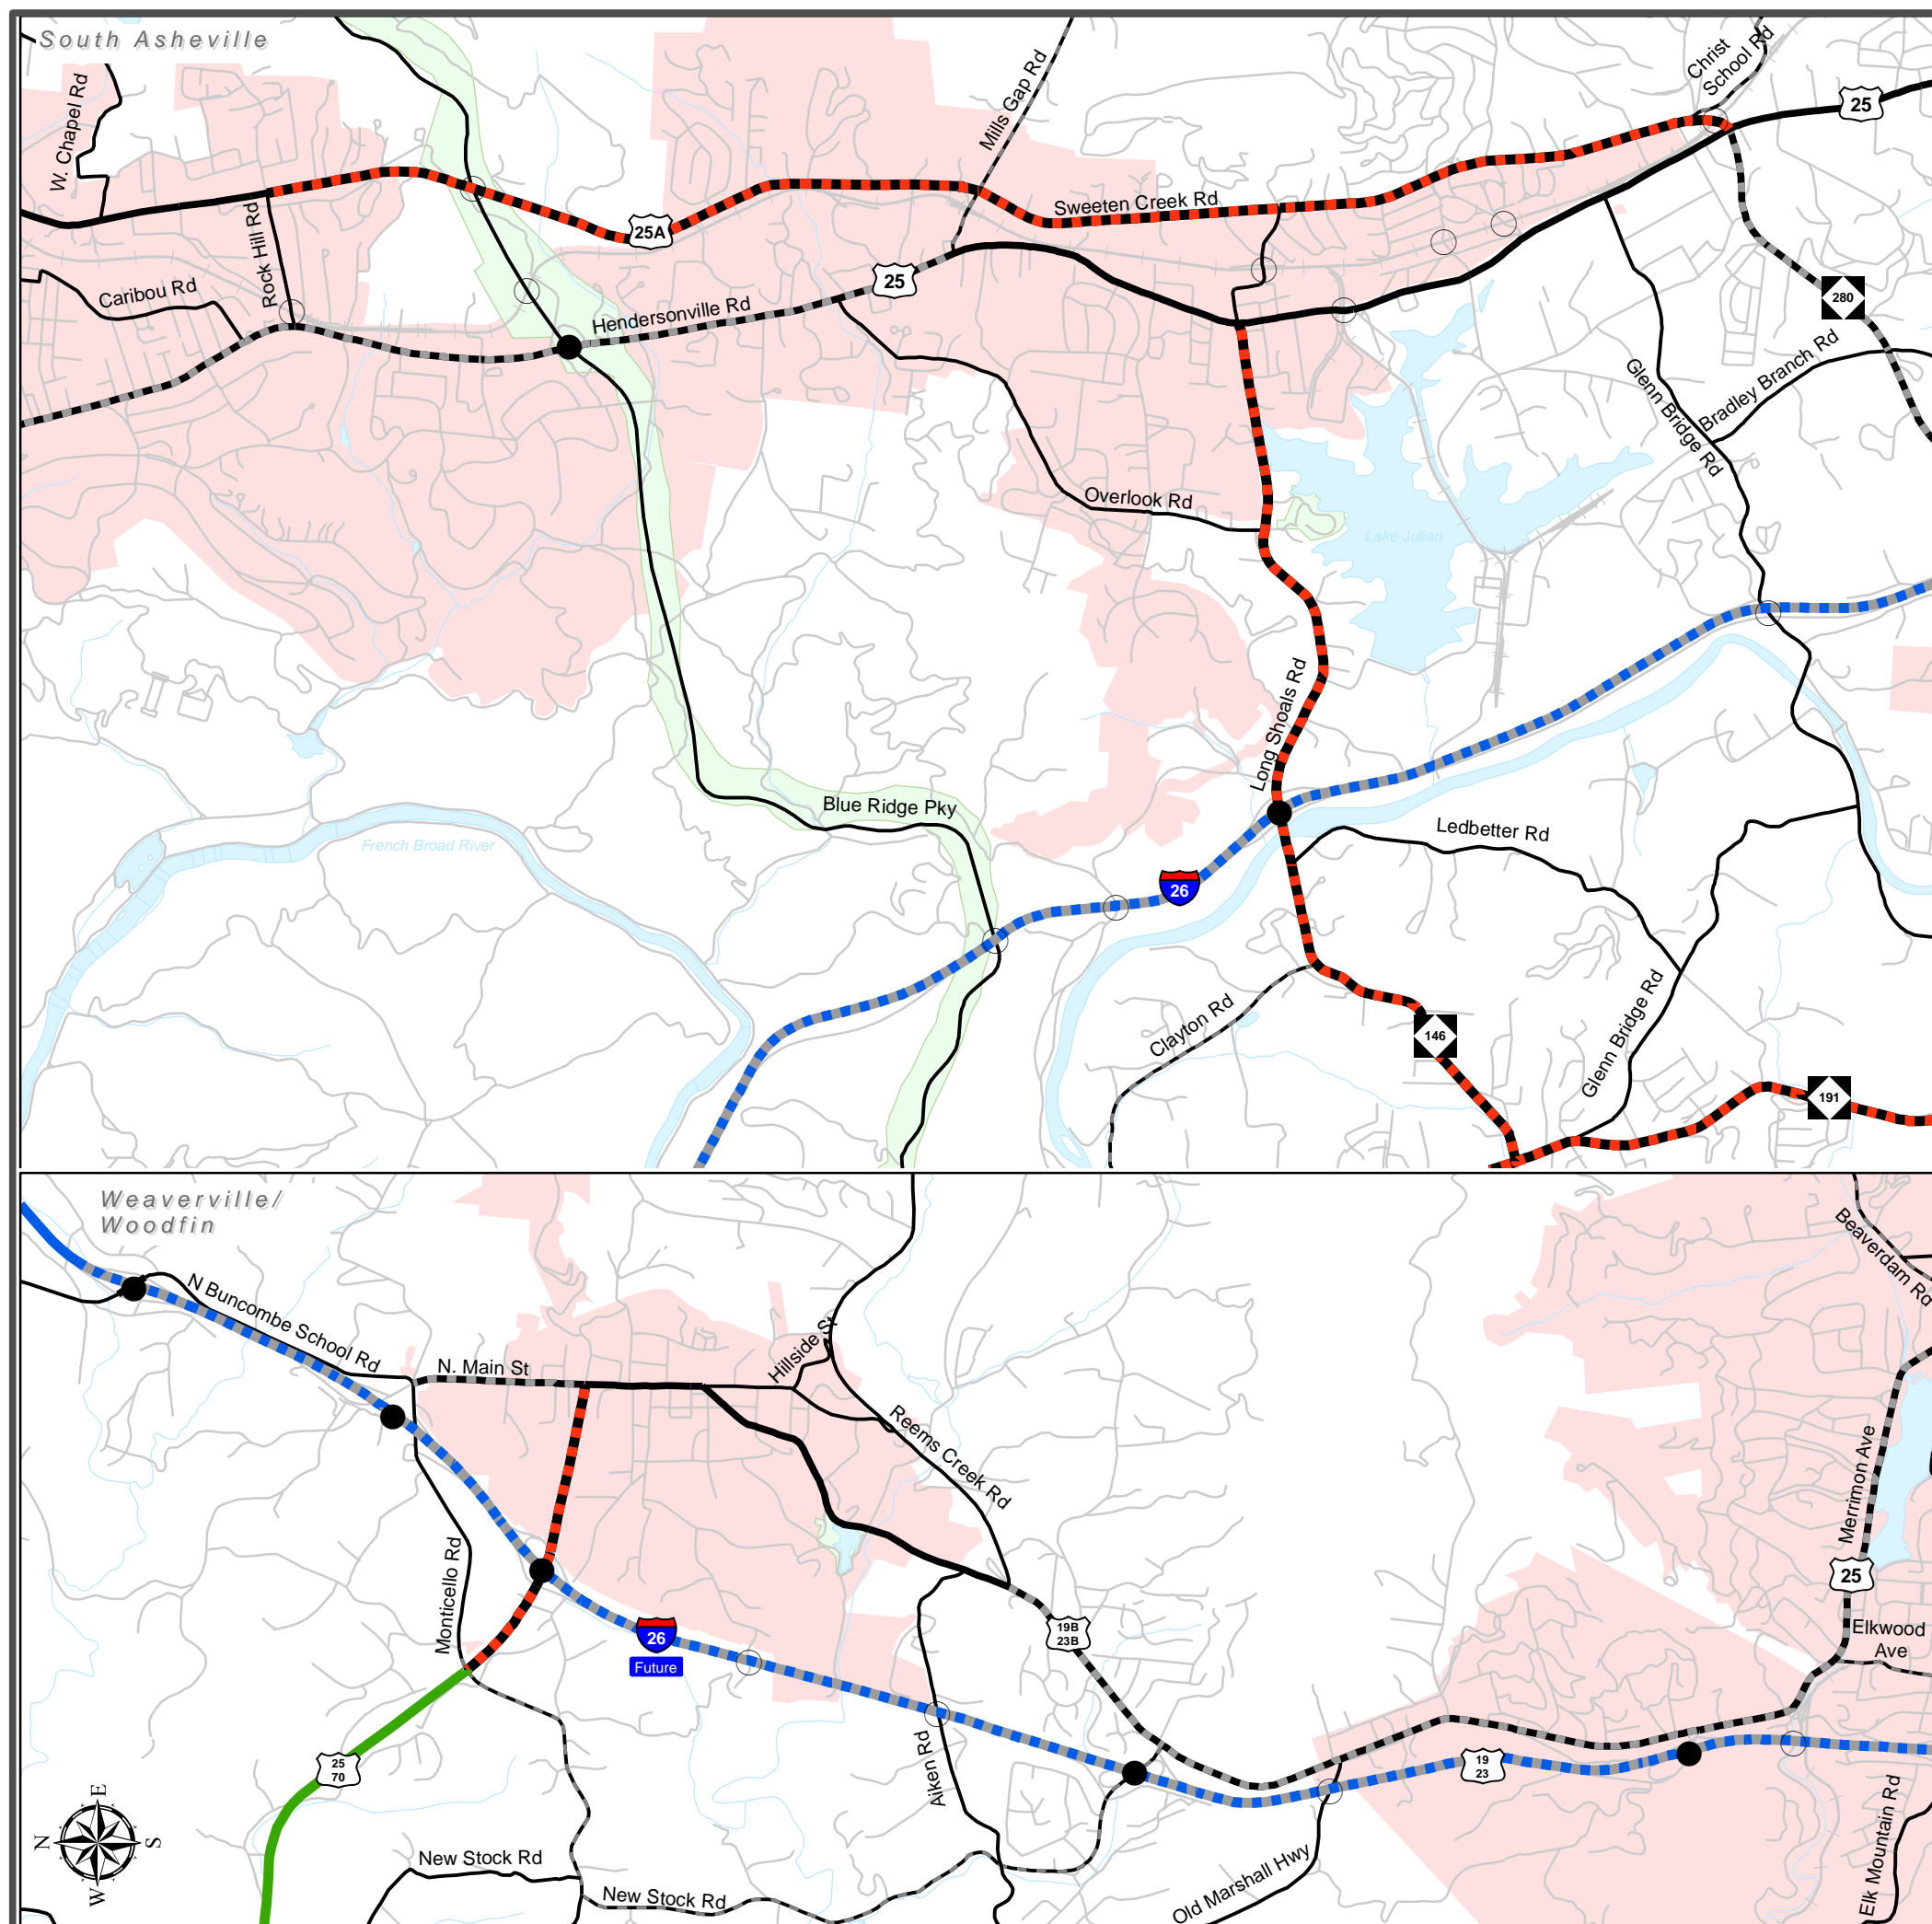 South Asheville
W. Chapel Rd
Caribou Rd
Rock Hill Rd
25A
Hendersonville Rd
25
Mills Gap Rd
Sweeten Creek Rd
Christ
School Rd
25
280
Glenn Bridge Rd
Bradley Branch Rd
Overlook Rd
Lake Julian
Long Shoals Rd
Blue Ridge Pky
French Broad River
26
Ledbetter Rd
Clayton Rd
146
Glenn Bridge Rd
191
Weaverville/
Woodfin
N Buncombe School Rd
N. Main St
Hillside St
Reems Creek Rd
Monticello Rd
26
Future
19B
23B
Aiken Rd
25
70
New Stock Rd
New Stock Rd
Old Marshall Hwy
19
23
Beaverdam Rd
Merrimon Ave
25
Elkwood
Ave
Elk Mountain Rd
N
E
S
W